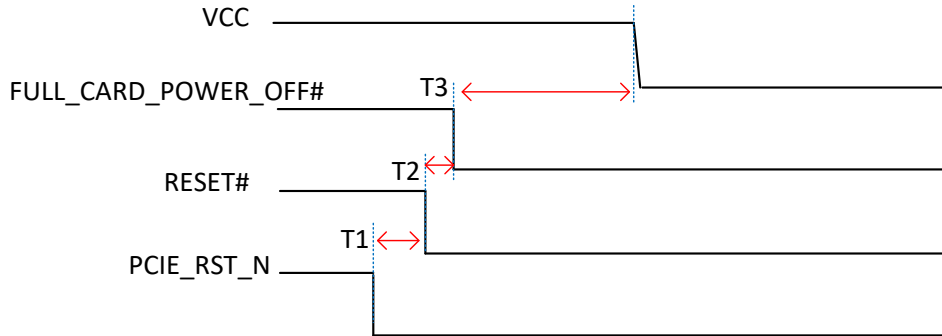 VCC
FULL_CARD_POWER_OFF#
T3
T2
RESET#
T1
PCIE_RST_N